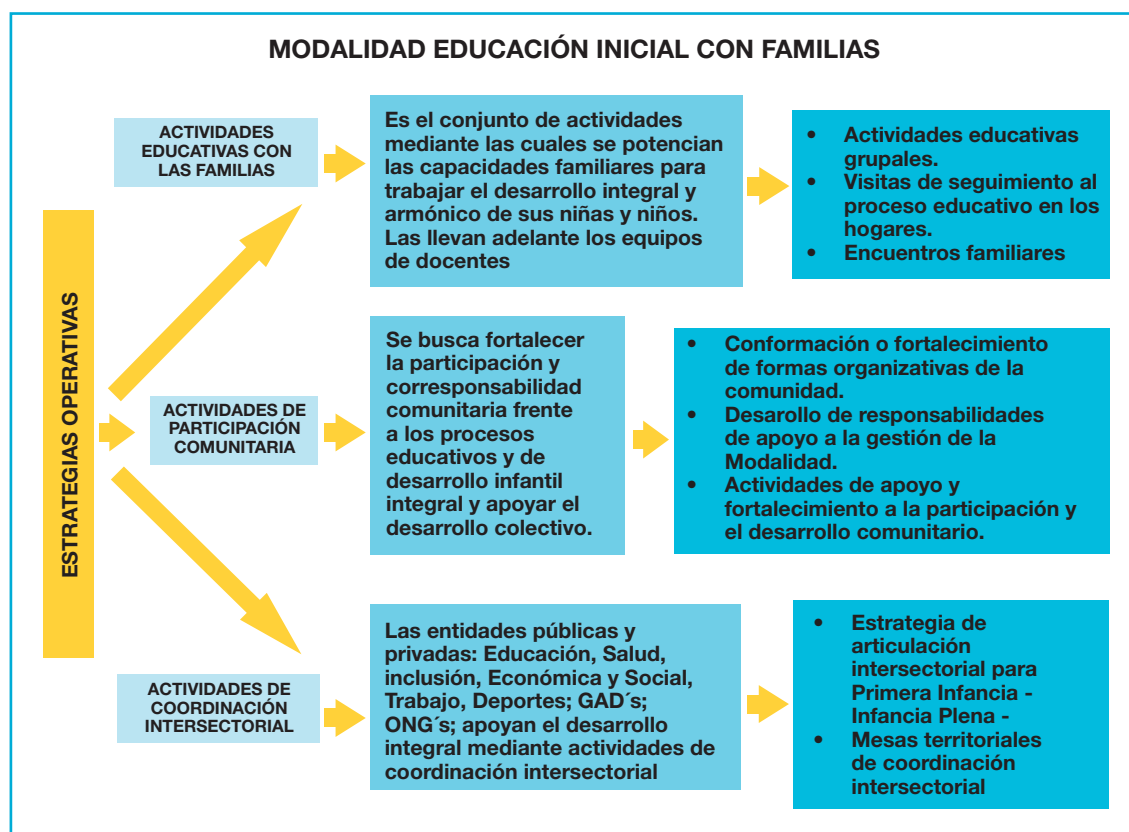 MODALIDAD EDUCACIÓN INICIAL CON FAMILIAS
ESTRATEGIAS OPERATIVAS
ACTIVIDADES
EDUCATIVAS CON
LAS FAMILIAS
Es el conjunto de actividades
mediante las cuales se potencian
las capacidades familiares para
trabajar el desarrollo integral y
armónico de sus niñas y niños.
Las llevan adelante los equipos
de docentes
• Actividades educativas
grupales.
• Visitas de seguimiento al
proceso educativo en los
hogares.
• Encuentros familiares
ACTIVIDADES DE
PARTICIPACIÓN
COMUNITARIA
Se busca fortalecer
la participación y
corresponsabilidad
comunitaria frente
a los procesos
educativos y de
desarrollo infantil
integral y apoyar el
desarrollo colectivo.
• Conformación o fortalecimiento
de formas organizativas de la
comunidad.
• Desarollo de responsabilidades
de apoyo a la gestión de la
Modalidad.
• Actividades de apoyo y
fortalecimiento a la participación y
el desarrollo comunitario.
ACTIVIDADES DE
COORDINACIÓN
INTERSECTORIAL
Las entidades públicas y
privadas: Educación, Salud,
inclusión, Económica y Social,
Trabajo, Deportes; GAD´s;
ONG´s; apoyan el desarrollo
integral mediante actividades de
coordinación intersectorial
• Estrategia de
articulación
intersectorial para
Primera Infancia -
Infancia Plena -
• Mesas territoriales
de coordinación
intersectorial